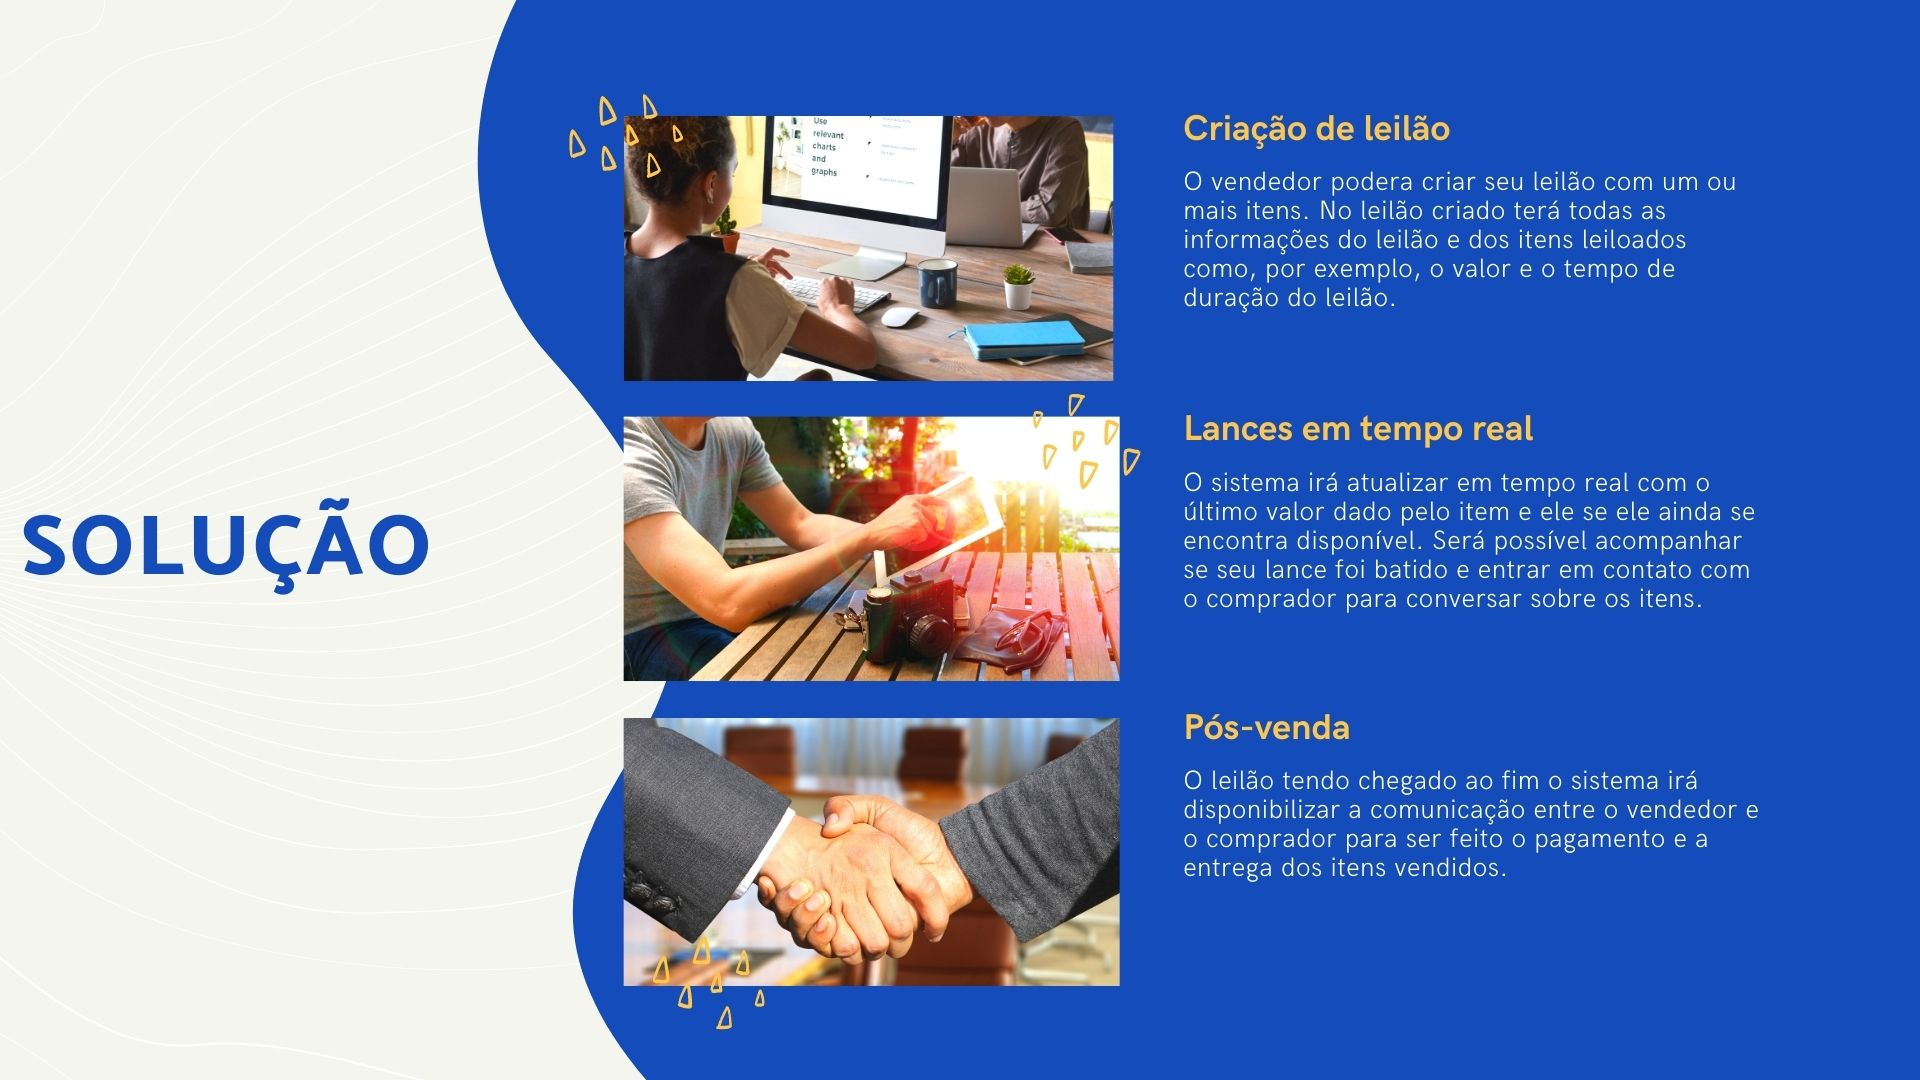 SOLUÇÃO
Use
relevant
charts
and
graphs
Criação de leilão
O vendedor podera criar seu leilão com um ou
mais itens. No leilão criado terá todas as
informações do leilão e dos itens leiloados
como, por exemplo, o valor e o tempo de
duração do leilão.
Lances em tempo real
O sistema irá atualizar em tempo real com o
último valor dado pelo item e ele se ele ainda se
encontra disponível. Será possível acompanhar
se seu lance foi batido e entrar em contato com
o comprador para conversar sobre os itens.
Pós-venda
O leilão tendo chegado ao fim o sistema irá
disponibilizar a comunicação entre o vendedor e
o comprador para ser feito o pagamento e a
entrega dos itens vendidos.